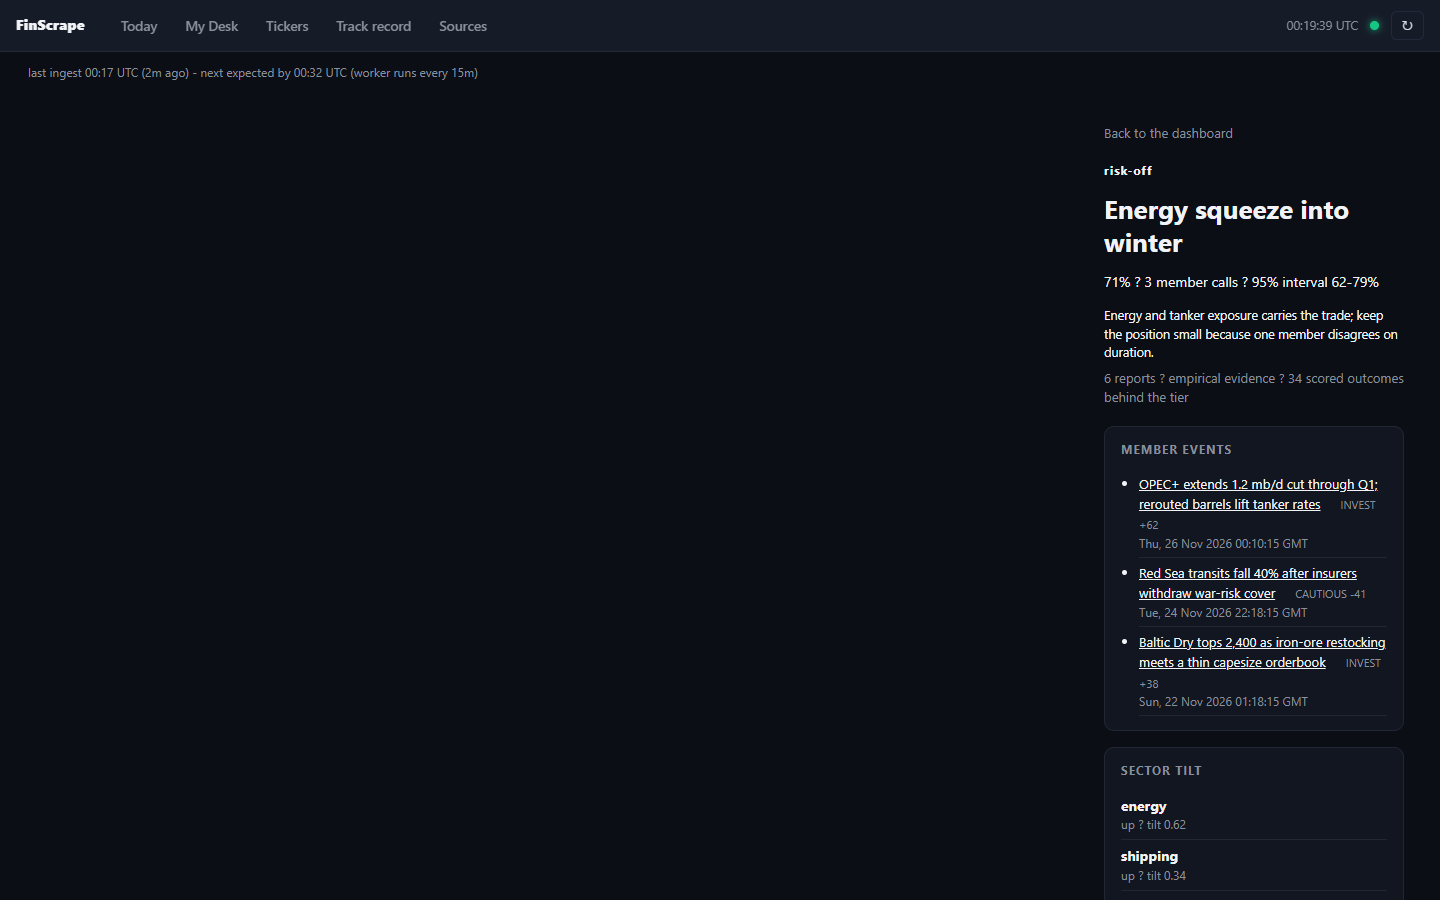 FinScrape
Today
My Desk
Tickers
Track record
Sources
00:19:39 UTC
↻
last ingest 00:17 UTC (2m ago) - next expected by 00:32 UTC (worker runs every 15m)
Back to the dashboard
risk-off
Energy squeeze into
winter
71% ? 3 member calls ? 95% interval 62-79%
Energy and tanker exposure carries the trade; keep
the position small because one member disagrees on
duration.
6 reports ? empirical evidence ? 34 scored outcomes
behind the tier
MEMBER EVENTS
OPEC+ extends 1.2 mb/d cut through Q1;
rerouted barrels lift tanker rates INVEST
+62
Thu, 26 Nov 2026 00:10:15 GMT
Red Sea transits fall 40% after insurers
withdraw war-risk cover CAUTIOUS -41
Tue, 24 Nov 2026 22:18:15 GMT
Baltic Dry tops 2,400 as iron-ore restocking
meets a thin capesize orderbook INVEST
+38
Sun, 22 Nov 2026 01:18:15 GMT
SECTOR TILT
energy
up ? tilt 0.62
shipping
up ? tilt 0.34